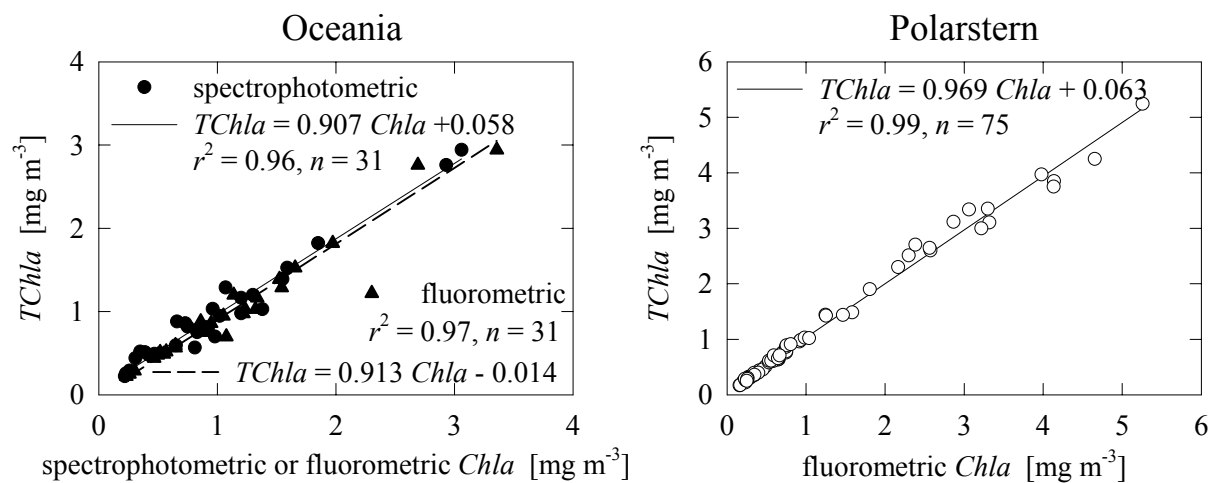 Oceania
4
3
2
1
0
TChla [mg m⁻³]
spectrophotometric
TChla = 0.907 Chla +0.058
r² = 0.96, n = 31
fluorometric
r² = 0.97, n = 31
TChla = 0.913 Chla - 0.014
0 1 2 3 4
spectrophotometric or fluorometric Chla [mg m⁻³]
Polarstern
6
5
4
3
2
1
0
TChla [mg m⁻³]
TChla = 0.969 Chla + 0.063
r² = 0.99, n = 75
0 1 2 3 4 5 6
fluorometric Chla [mg m⁻³]